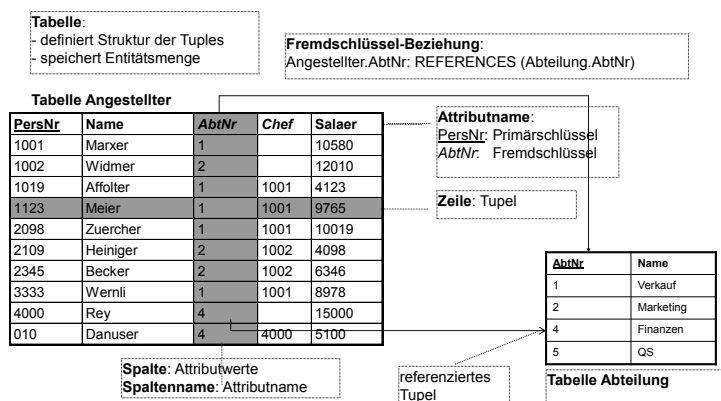 Tabelle:
- definiert Struktur der Tuples
- speichert Entitätsmenge
Fremdschlüssel-Beziehung:
Angestellter.AbtNr: REFERENCES (Abteilung.AbtNr)
Tabelle Angestellter
PersNr Name AbtNr Chef Salaer
1001 Marxer 1 10580
1002 Widmer 2 12010
1019 Affolter 1 1001 4123
1123 Meier 1 1001 9765
2098 Zuercher 1 1001 10019
2109 Heiniger 2 1002 4098
2345 Becker 2 1002 6346
3333 Wernli 1 1001 8978
4000 Rey 4 15000
010 Danuser 4 4000 5100
Attributname:
PersNr: Primärschlüssel
AbtNr: Fremdschlüssel
Zeile: Tupel
AbtNr Name
1 Verkauf
2 Marketing
4 Finanzen
5 QS
Tabelle Abteilung
Spalte: Attributwerte
Spaltenname: Attributname
referenziertes
Tupel